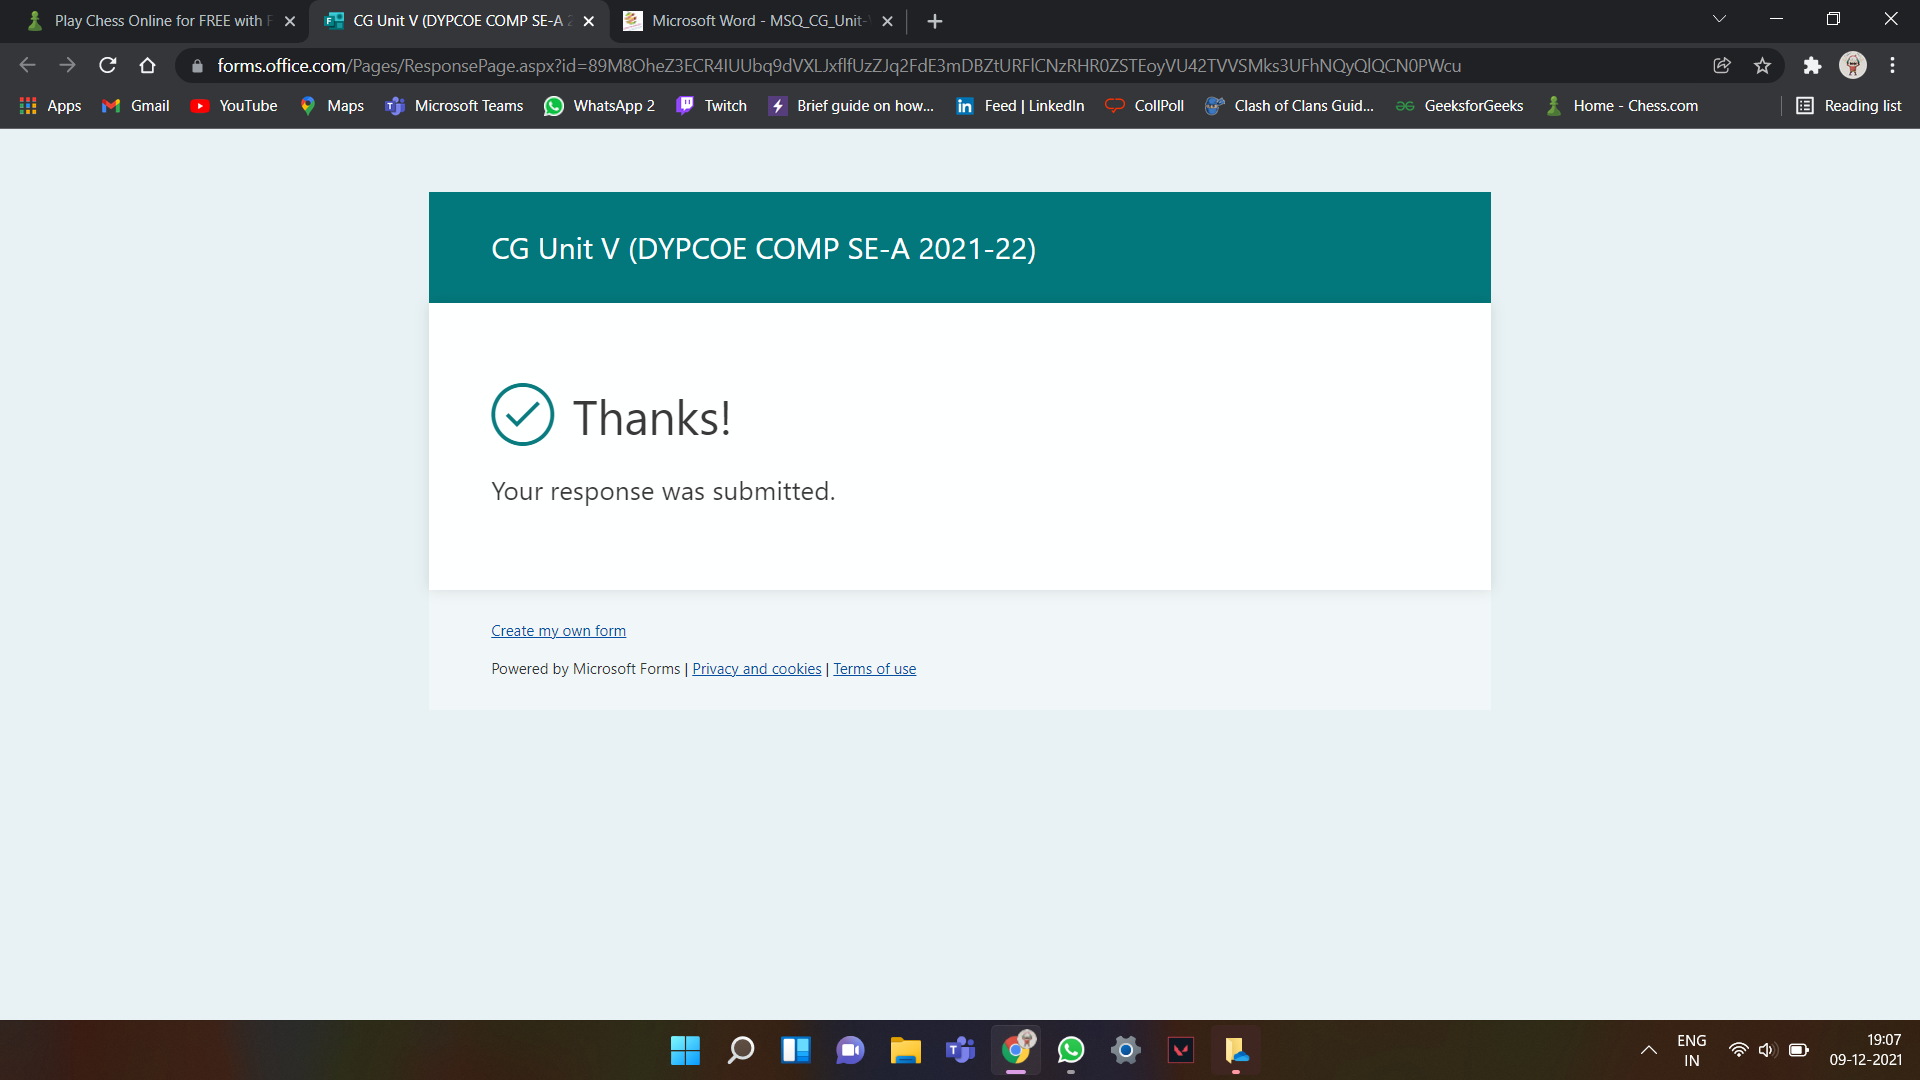 Play Chess Online for FREE with F
CG Unit V (DYPCOE COMP SE-A 2
Microsoft Word - MSQ_CG_Unit-V
forms.office.com/Pages/ResponsePage.aspx?id=89M8OheZ3ECR4IUUbq9dVXLJxflfUzZJq2FdE3mDBZtURFlCNzRHR0ZSTEoyVU42TVVSMks3UFhNQyQlQCN0PWcu
Apps Gmail YouTube Maps Microsoft Teams WhatsApp 2 Twitch Brief guide on how... Feed | LinkedIn CollPoll Clash of Clans Guid... GeeksforGeeks Home - Chess.com Reading list
CG Unit V (DYPCOE COMP SE-A 2021-22)
Thanks!
Your response was submitted.
Create my own form
Powered by Microsoft Forms | Privacy and cookies | Terms of use
ENG
IN
19:07
09-12-2021